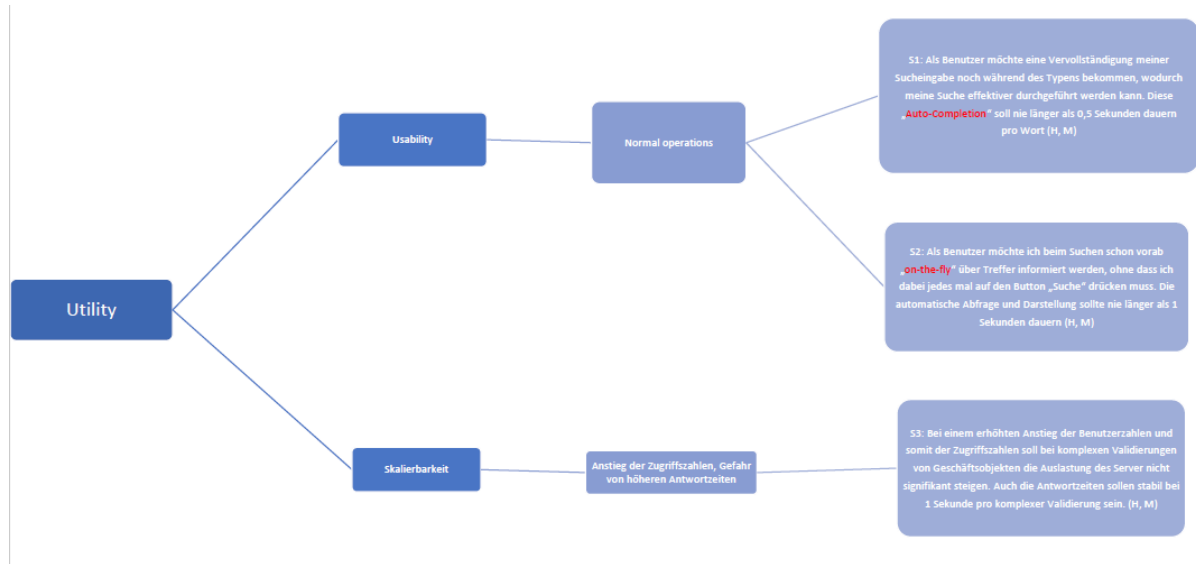 S1: Als Benutzer möchte eine Vervollständigung meiner
Sucheingabe noch während des Typens bekommen, wodurch
meine Suche effektiver durchgeführt werden kann. Diese
„Auto-Completion“ soll nie länger als 0,5 Sekunden dauern
pro Wort (H, M)
Usability
Normal operations
S2: Als Benutzer möchte ich beim Suchen schon vorab
„on-the-fly“ über Treffer informiert werden, ohne dass ich
dabei jedes mal auf den Button „Suche“ drücken muss. Die
automatische Abfrage und Darstellung sollte nie länger als 1
Sekunden dauern (H, M)
Utility
S3: Bei einem erhöhten Anstieg der Benutzerzahlen und
somit der Zugriffszahlen soll bei komplexen Validierungen
von Geschäftsobjekten die Auslastung des Server nicht
signifikant steigen. Auch die Antwortzeiten sollen stabil bei
1 Sekunde pro komplexer Validierung sein. (H, M)
Skalierbarkeit
Anstieg der Zugriffszahlen, Gefahr
von höheren Antwortzeiten